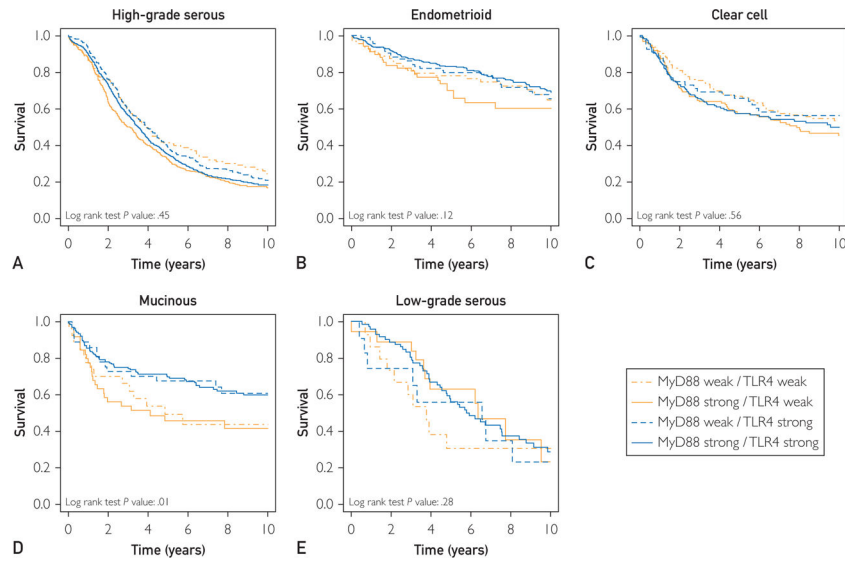 High-grade serous
Survival
1.0
0.8
0.6
0.4
0.2
0.0
Log rank test P value: .45
0 2 4 6 8 10
Time (years)
A
Endometrioid
Survival
1.0
0.8
0.6
0.4
0.2
0.0
Log rank test P value: .12
0 2 4 6 8 10
Time (years)
B
Clear cell
Survival
1.0
0.8
0.6
0.4
0.2
0.0
Log rank test P value: .56
0 2 4 6 8 10
Time (years)
C
Mucinous
Survival
1.0
0.8
0.6
0.4
0.2
0.0
Log rank test P value: .01
0 2 4 6 8 10
Time (years)
D
Low-grade serous
Survival
1.0
0.8
0.6
0.4
0.2
0.0
Log rank test P value: .28
0 2 4 6 8 10
Time (years)
E
MyD88 weak / TLR4 weak
MyD88 strong / TLR4 weak
MyD88 weak / TLR4 strong
MyD88 strong / TLR4 strong